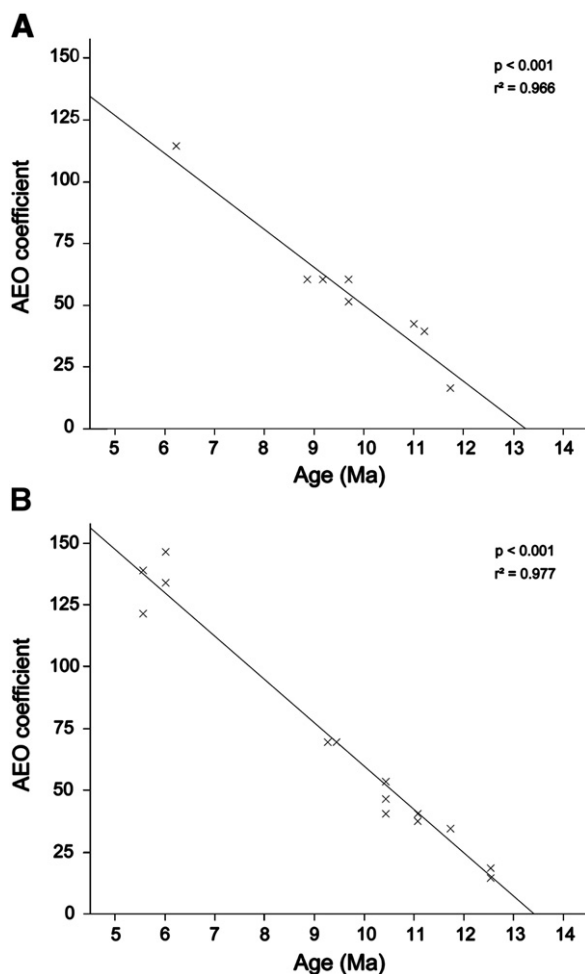 A
150
125
100
75
50
25
0
AEO coefficient
p < 0.001
r² = 0.966
5 6 7 8 9 10 11 12 13 14
Age (Ma)
B
150
125
100
75
50
25
0
AEO coefficient
p < 0.001
r² = 0.977
5 6 7 8 9 10 11 12 13 14
Age (Ma)